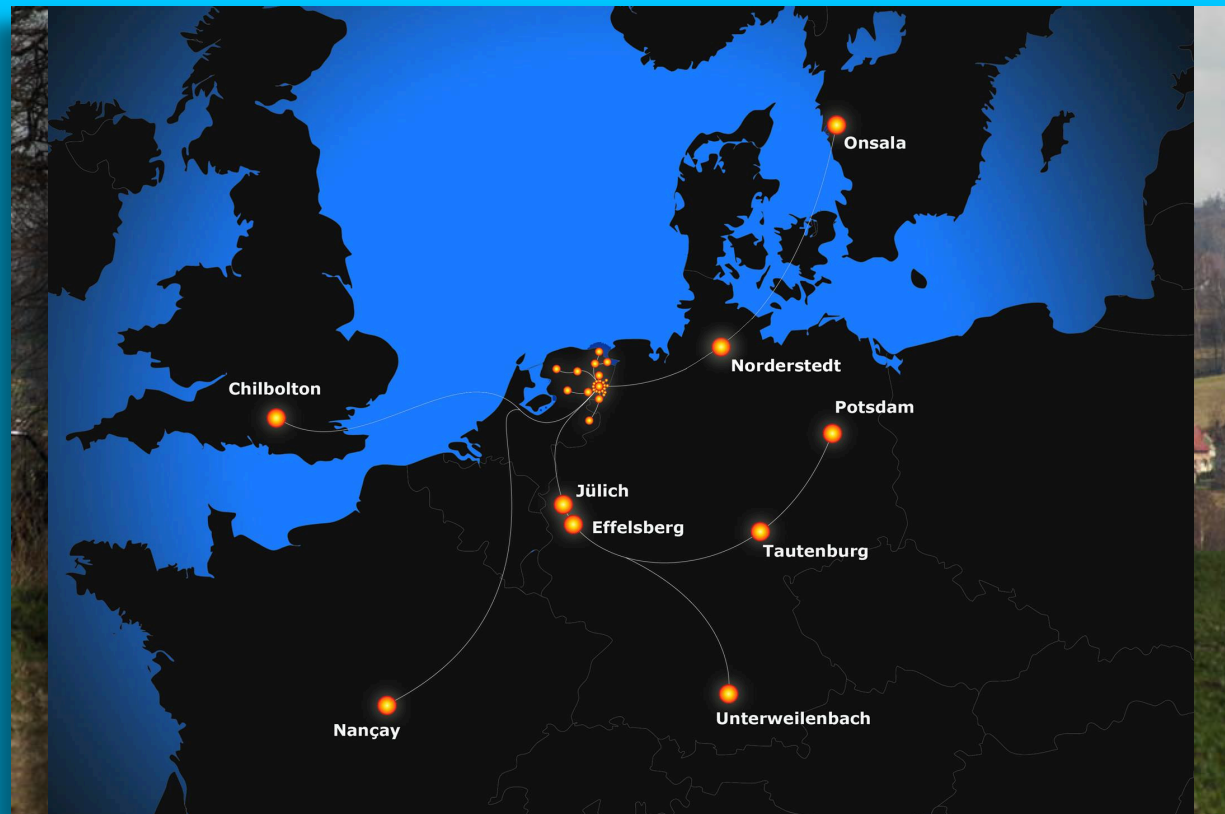 Onsala
Norderstedt
Chilbolton
Potsdam
Jülich
Effelsberg
Tautenburg
Unterweilenbach
Nançay